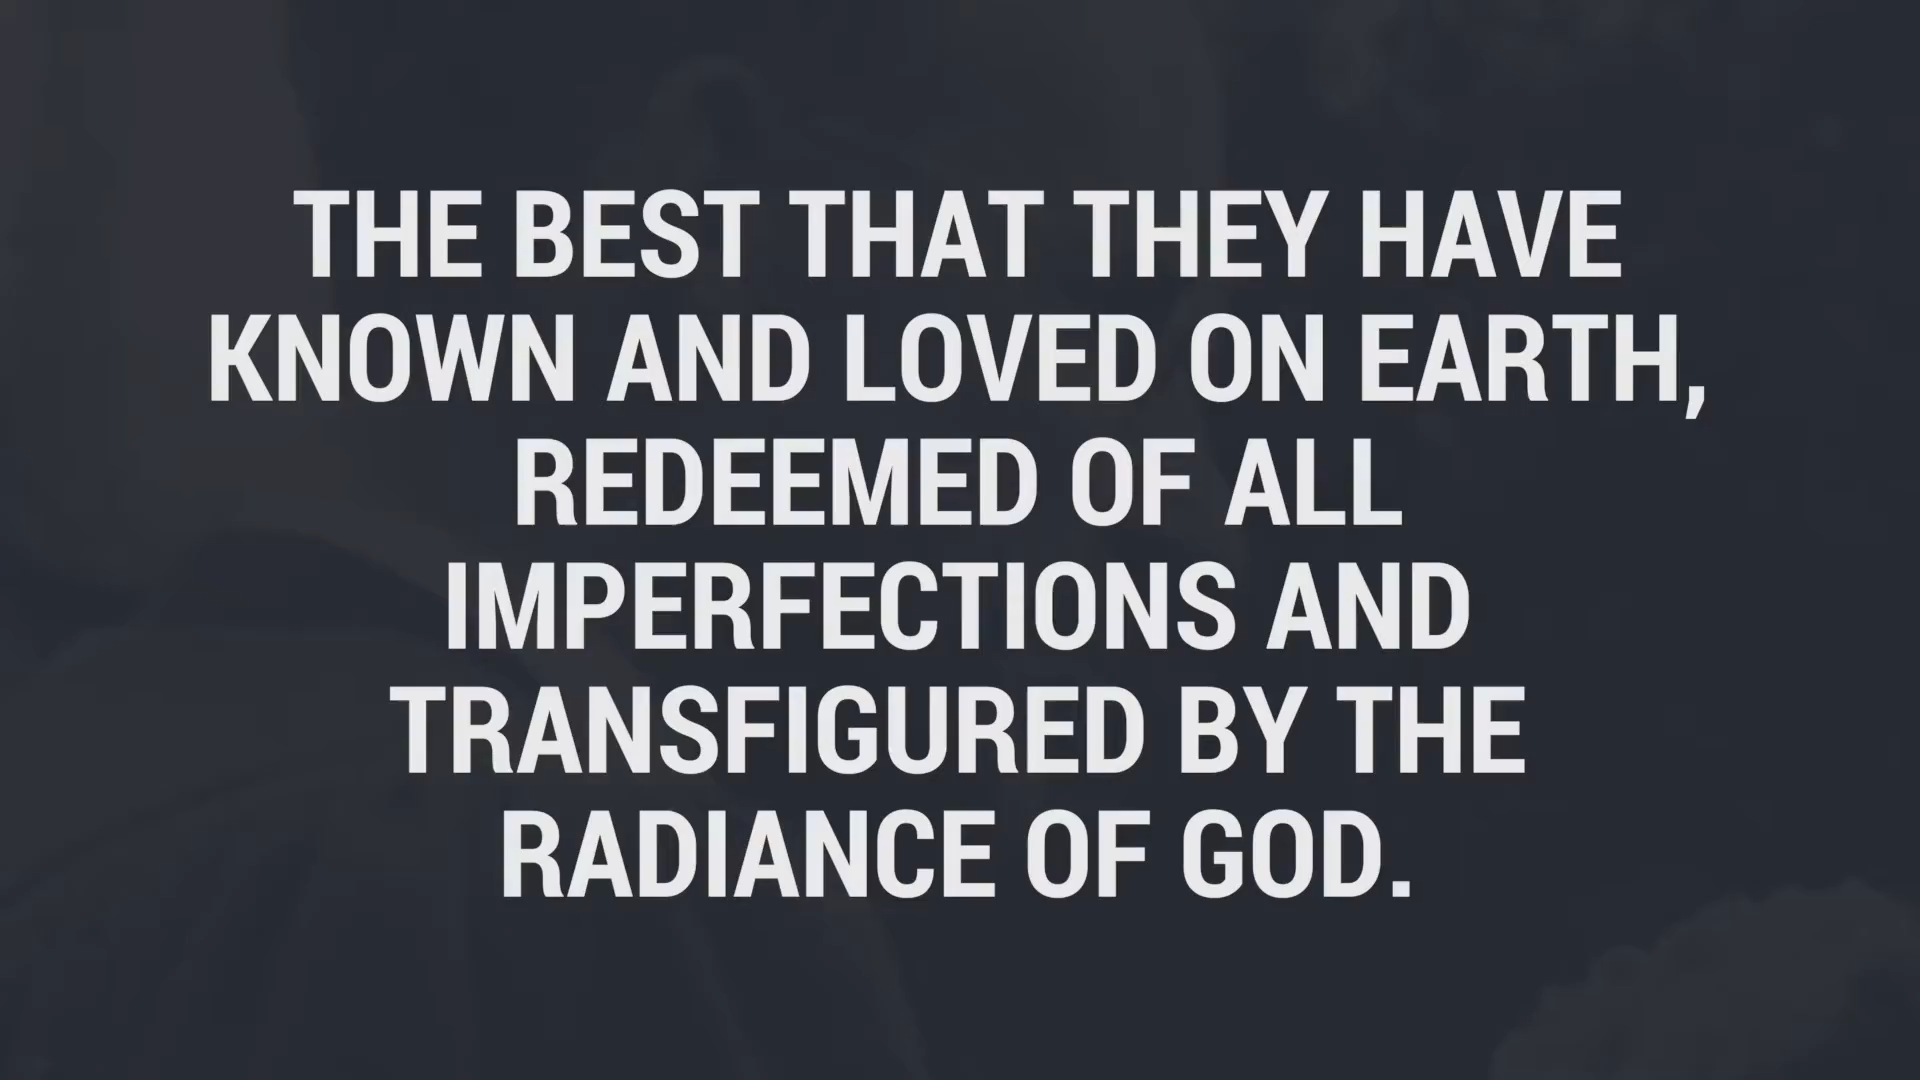 THE BEST THAT THEY HAVE
KNOWN AND LOVED ON EARTH,
REDEEMED OF ALL
IMPERFECTIONS AND
TRANSFIGURED BY THE
RADIANCE OF GOD.